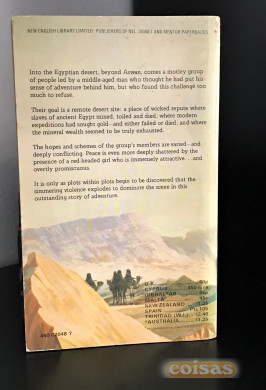 NEW ENGLISH LIBRARY LIMITED, PUBLISHERS OF NEL, SIGNET AND MENTOR PAPERBACKS
Into the Egyptian desert, beyond Aswan, comes a motley group
of people led by a middle-aged man who thought he had put his
sense of adventure behind him, but who found this challenge too
much to refuse.
Their goal is a remote desert site: a place of wicked repute where
slaves of ancient Egypt mined, toiled and died; where modern
expeditions had sought gold - and either failed or died; and where
the mineral wealth seemed to be truly exhausted.
The hopes and schemes of the group's members are varied - and
deeply conflicting. Peace is even more deeply shattered by the
presence of a red-headed girl who is immensely attractive . . . and
overtly promiscuous.
It is only as plots within plots begin to be discovered that the
simmering violence explodes to dominate the scene in this
outstanding story of adventure.
U.K.
CYPRUS
GIBRALTAR
MALTA
NEW ZEALAND
SPAIN
TRINIDAD (W.I.)
*AUSTRALIA
coisas